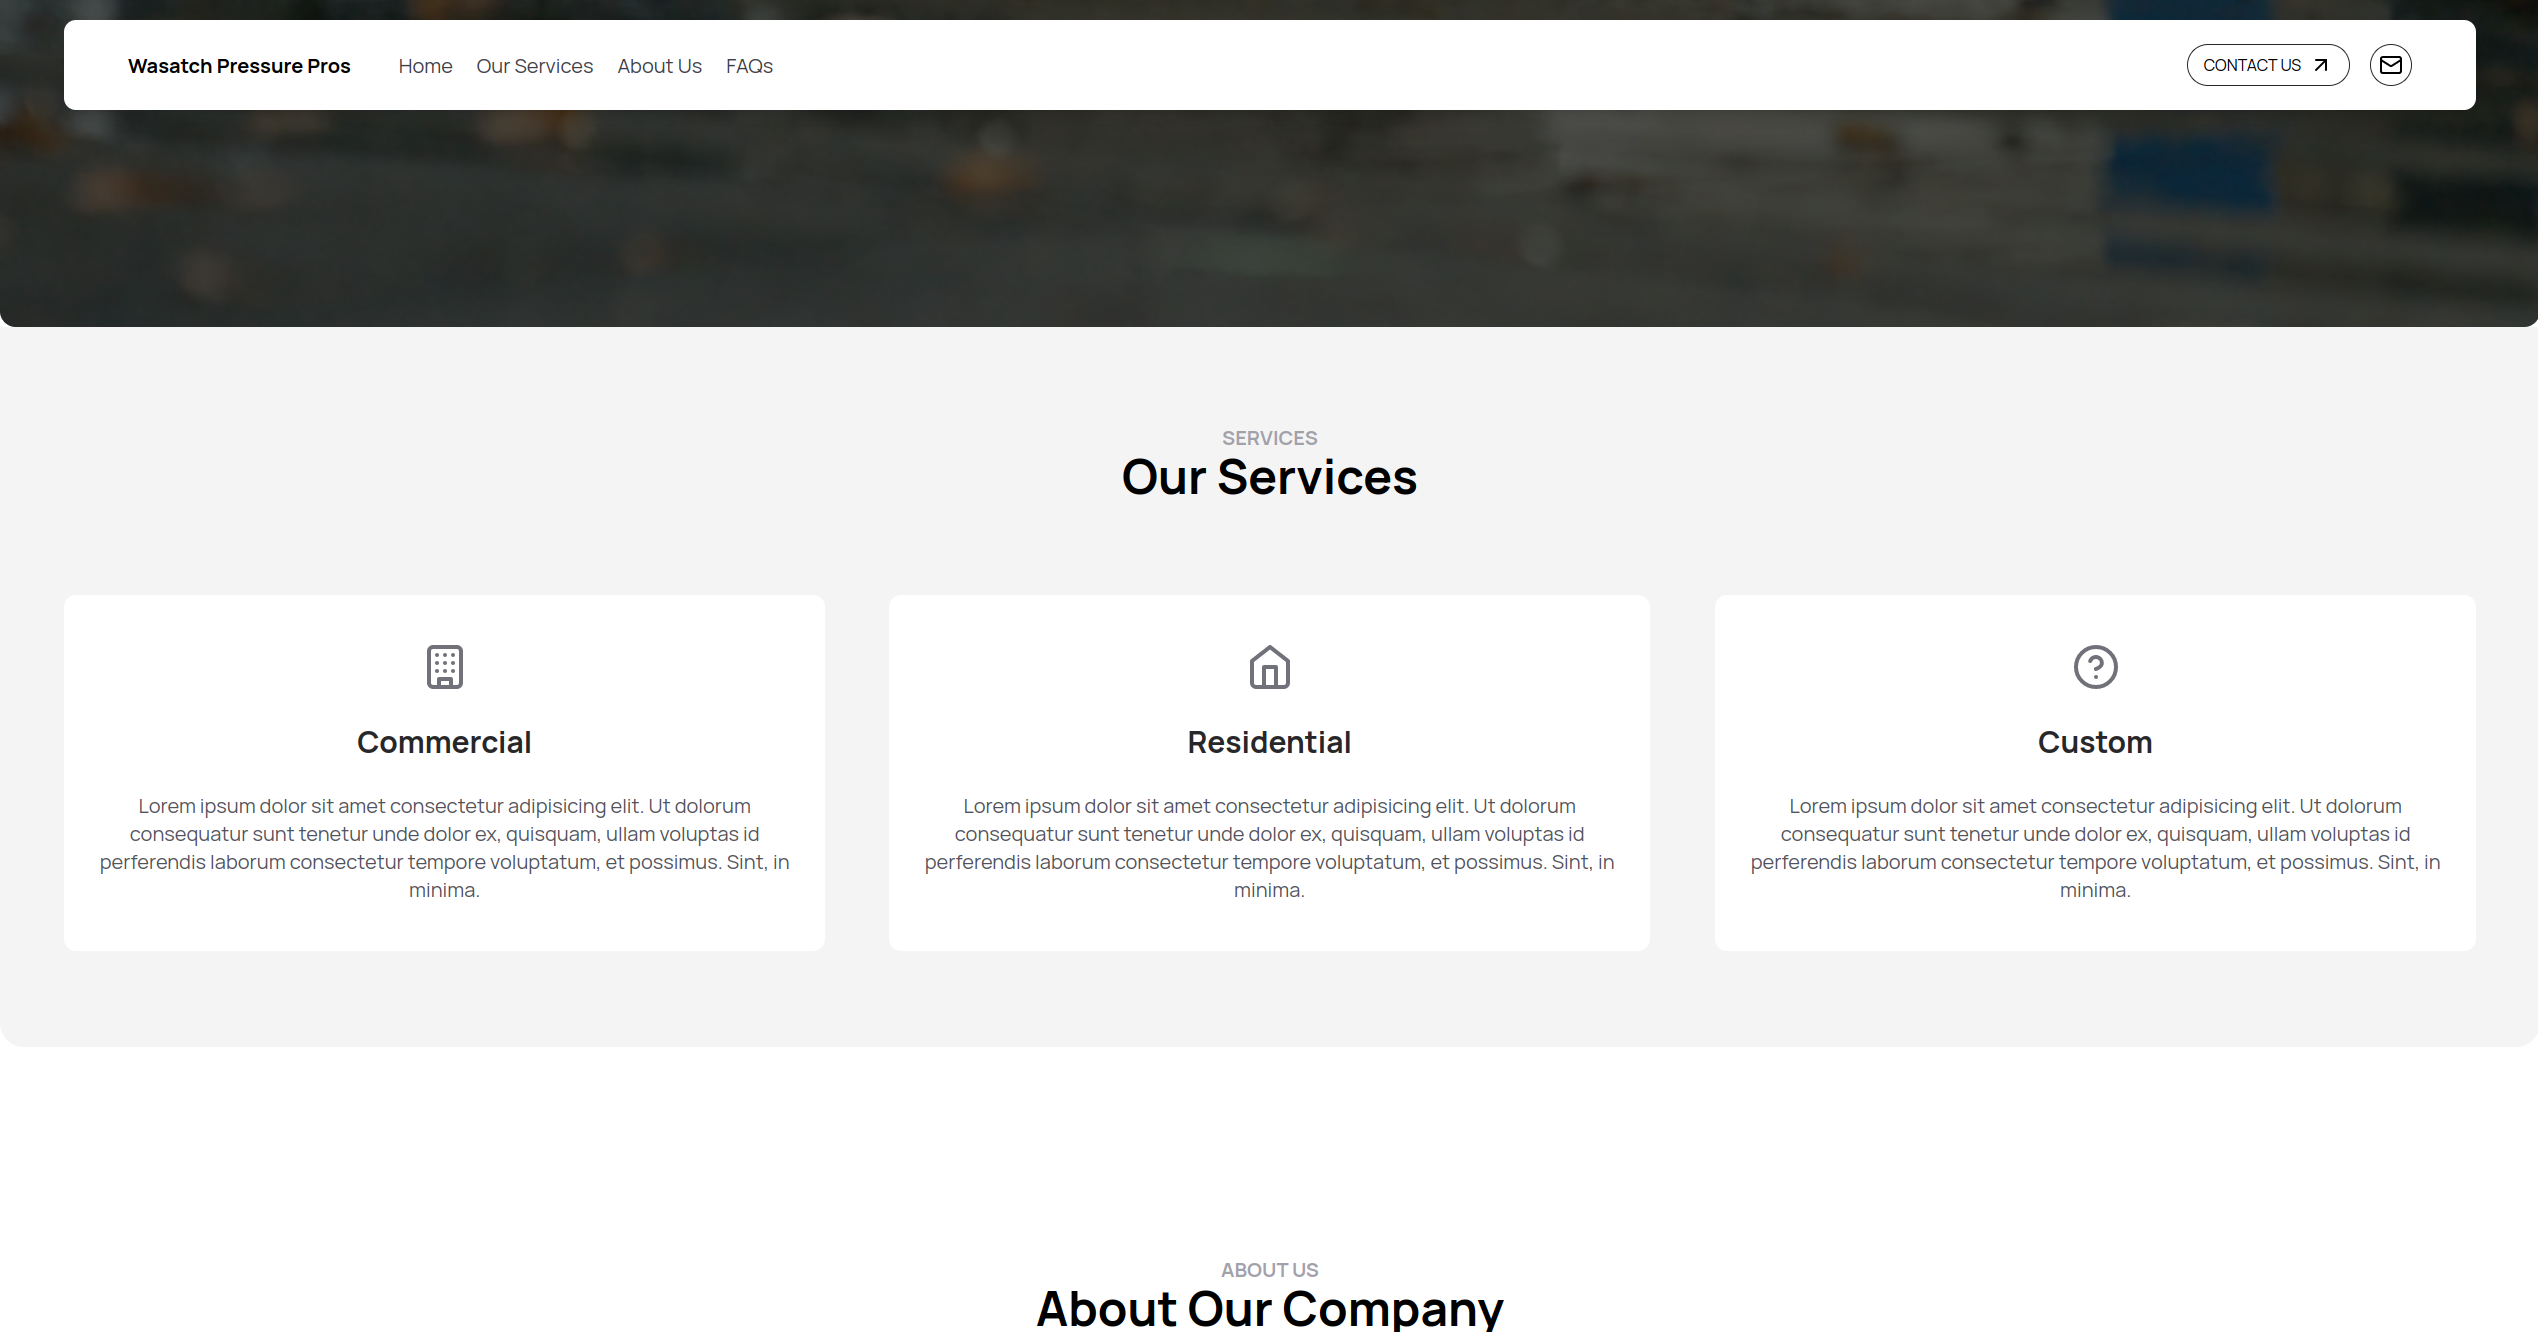 Wasatch Pressure Pros Home Our Services About Us FAQs CONTACT US
SERVICES
Our Services
Commercial
Lorem ipsum dolor sit amet consectetur adipisicing elit. Ut dolorum
consequatur sunt tenetur unde dolor ex, quisquam, ullam voluptas id
perferendis laborum consectetur tempore voluptatum, et possimus. Sint, in
minima.
Residential
Lorem ipsum dolor sit amet consectetur adipisicing elit. Ut dolorum
consequatur sunt tenetur unde dolor ex, quisquam, ullam voluptas id
perferendis laborum consectetur tempore voluptatum, et possimus. Sint, in
minima.
Custom
Lorem ipsum dolor sit amet consectetur adipisicing elit. Ut dolorum
consequatur sunt tenetur unde dolor ex, quisquam, ullam voluptas id
perferendis laborum consectetur tempore voluptatum, et possimus. Sint, in
minima.
ABOUT US
About Our Company